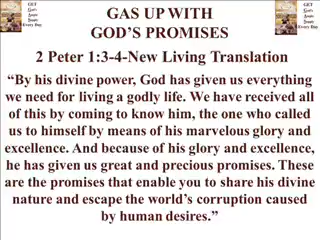 GAS UP WITH
GOD’S PROMISES
2 Peter 1:3-4-New Living Translation
“By his divine power, God has given us everything
we need for living a godly life. We have received all
of this by coming to know him, the one who called
us to himself by means of his marvelous glory and
excellence. And because of his glory and excellence,
he has given us great and precious promises. These
are the promises that enable you to share his divine
nature and escape the world’s corruption caused
by human desires.”